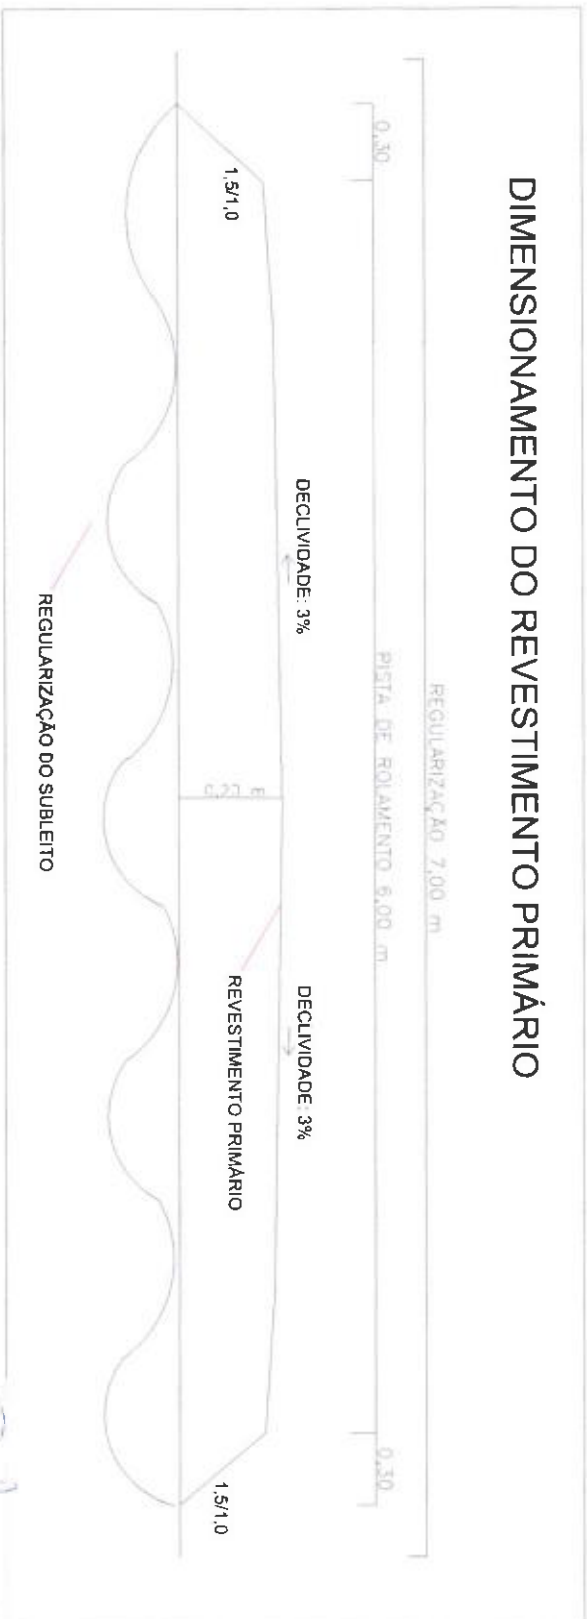 DIMENSIONAMENTO DO REVESTIMENTO PRIMÁRIO
REGULARIZAÇÃO 7,00 m
PISTA DE ROLAMENTO 6,00 m
0,30
0,30
DECLIVIDADE: 3%
DECLIVIDADE: 3%
1,5/1,0
REVESTIMENTO PRIMÁRIO
1,5/1,0
REGULARIZAÇÃO DO SUBLEITO